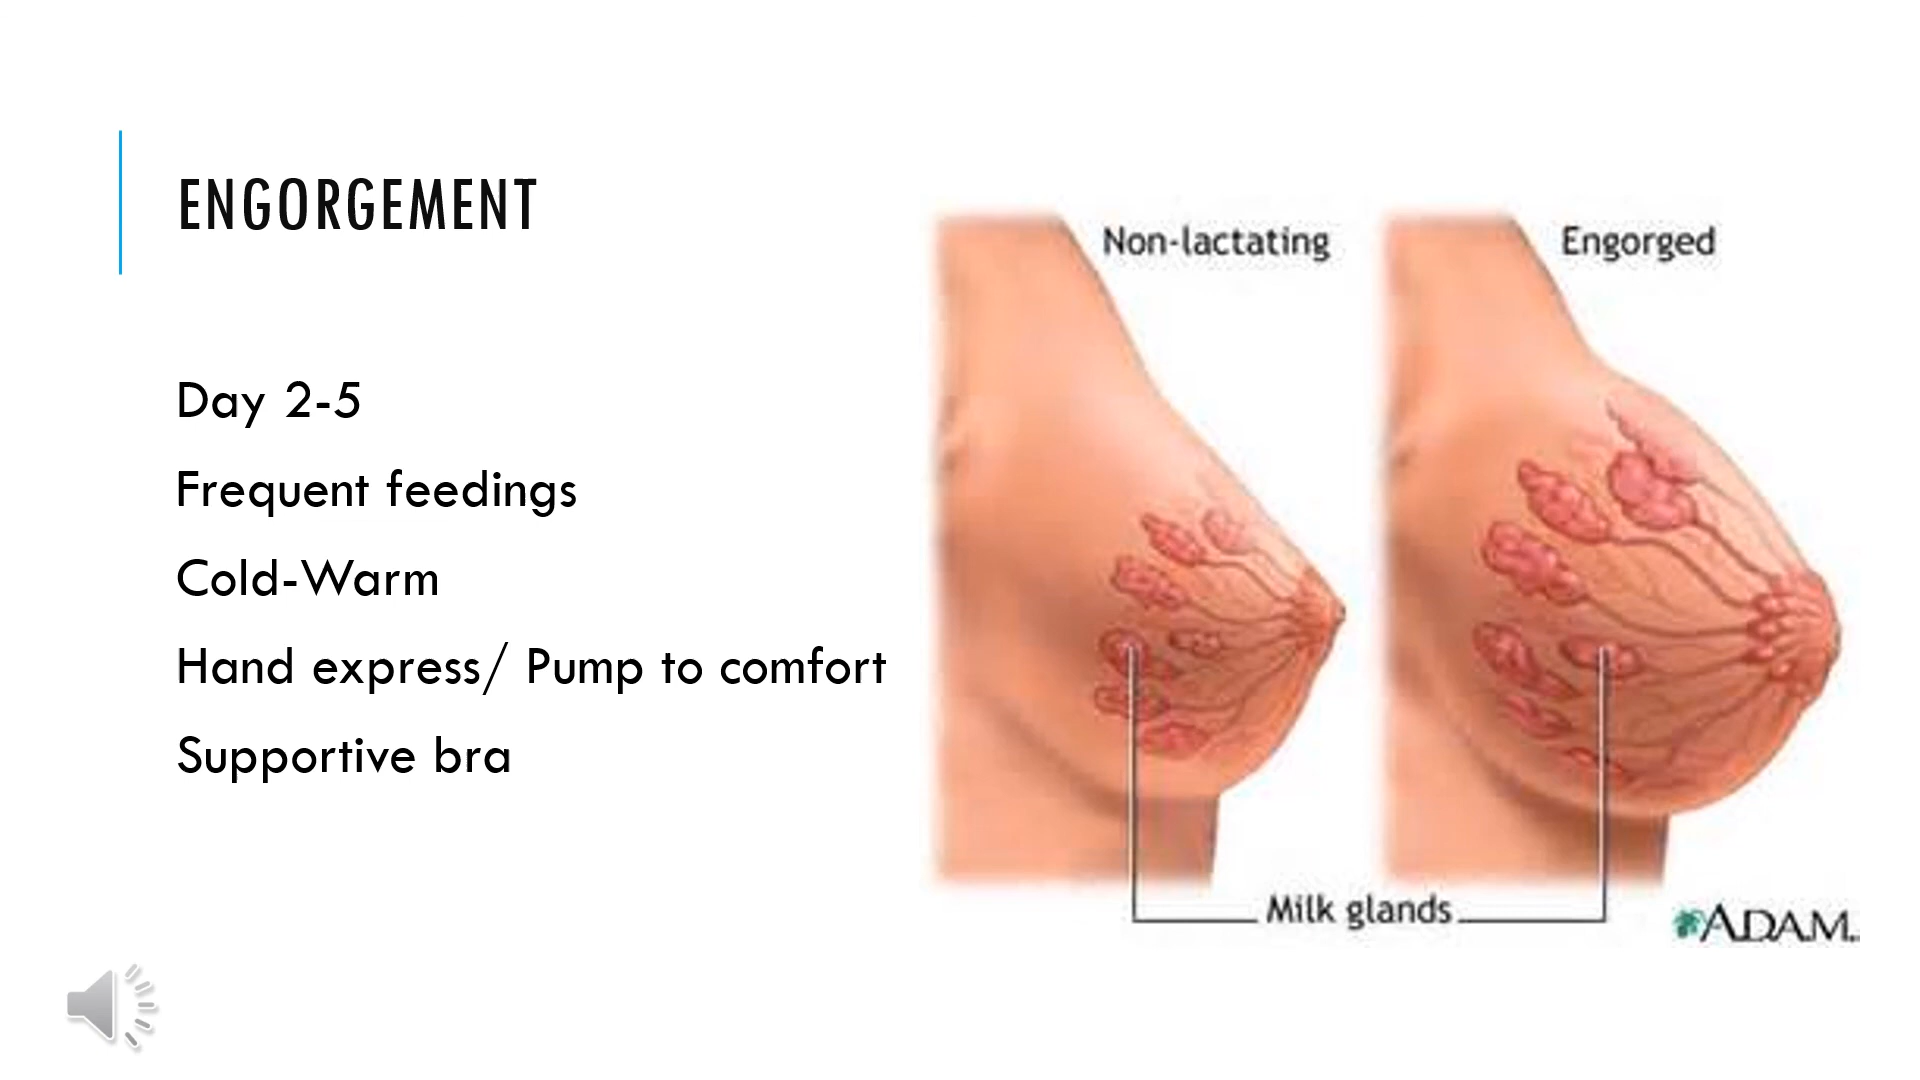 ENGORGEMENT
Day 2-5
Frequent feedings
Cold-Warm
Hand express/ Pump to comfort
Supportive bra
Non-lactating
Engorged
Milk glands
ADAM.